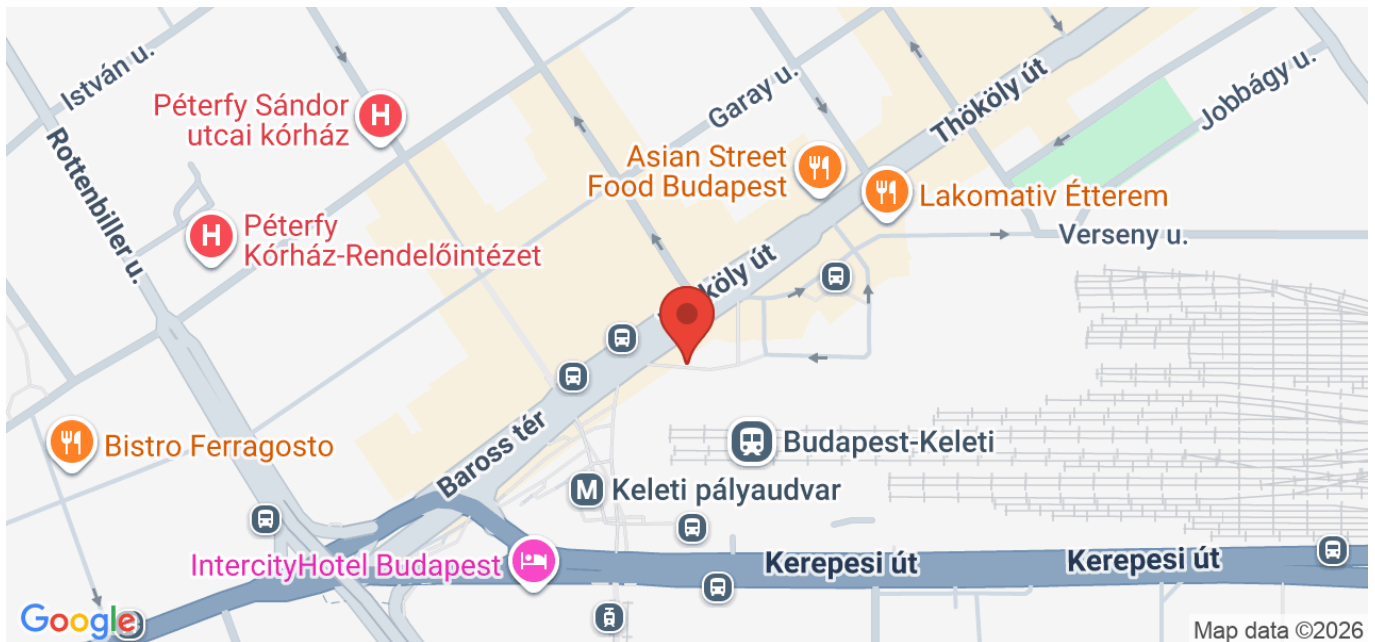 István u.
Péterfy Sándor
utcai kórház
Garay u.
Thököly út
Jobbágy u.
Rottenbiller u.
Asian Street
Food Budapest
Lakomativ Étterem
Péterfy
Kórház-Rendelőintézet
Verseny u.
köly út
Bistro Ferragosto
Baross tér
Budapest-Keleti
M
Keleti pályaudvar
IntercityHotel Budapest
Kerepesi út
Kerepesi út
Google
Map data ©2026